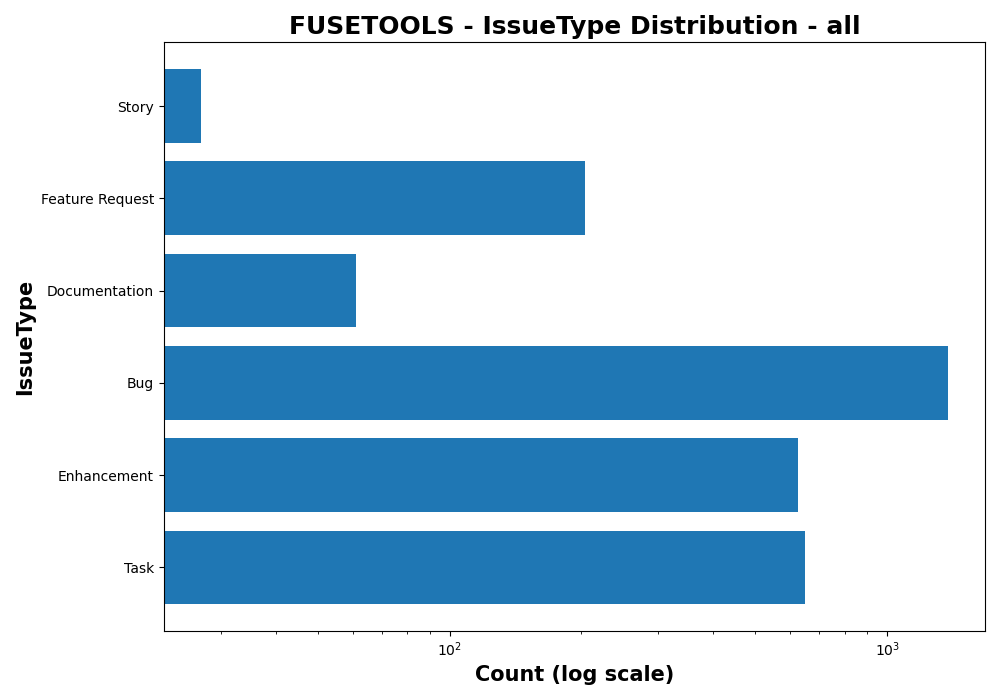 FUSETOOLS - IssueType Distribution - all
Story
Feature Request
Documentation
Bug
Enhancement
Task
IssueType
10²
10³
Count (log scale)